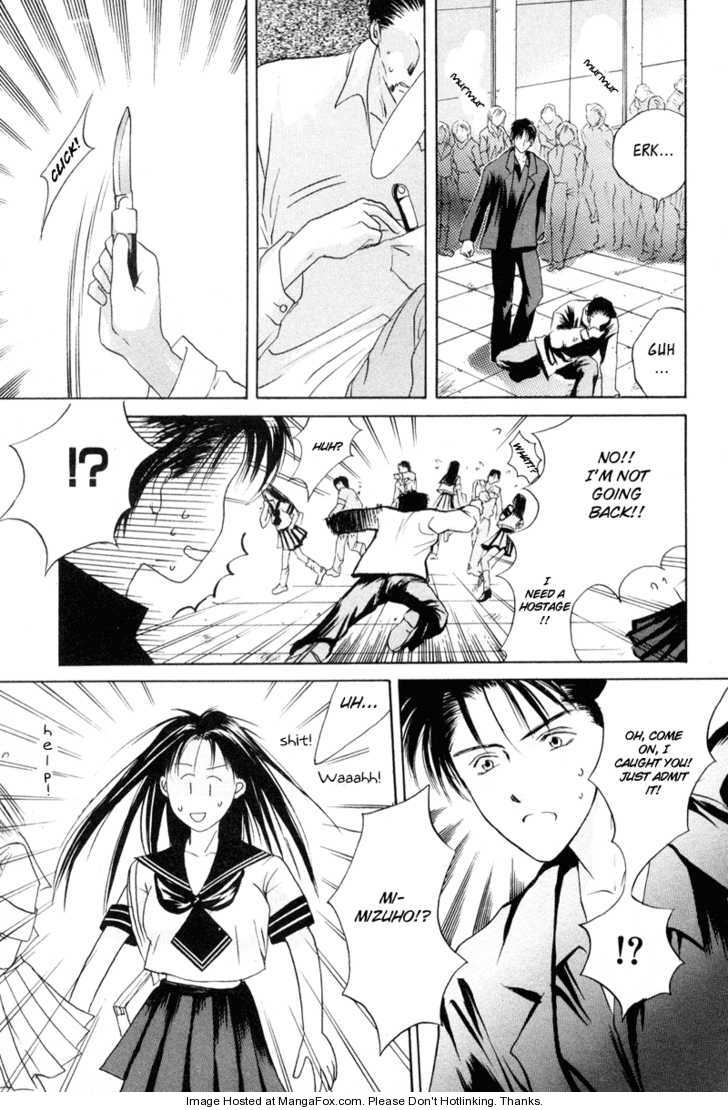 ERK...
murmur
murmur
GUH
...
CLICK!
NO!!
I'M NOT
GOING
BACK!!
WHAT!?
I
NEED A
HOSTAGE
!!
HUH?
!?
OH, COME
ON, I
CAUGHT YOU!
JUST ADMIT
IT!
!?
MI-
MIZUHO!?
UH...
shit!
Waaahh!
help!
Image Hosted at MangaFox.com. Please Don't Hotlinking. Thanks.